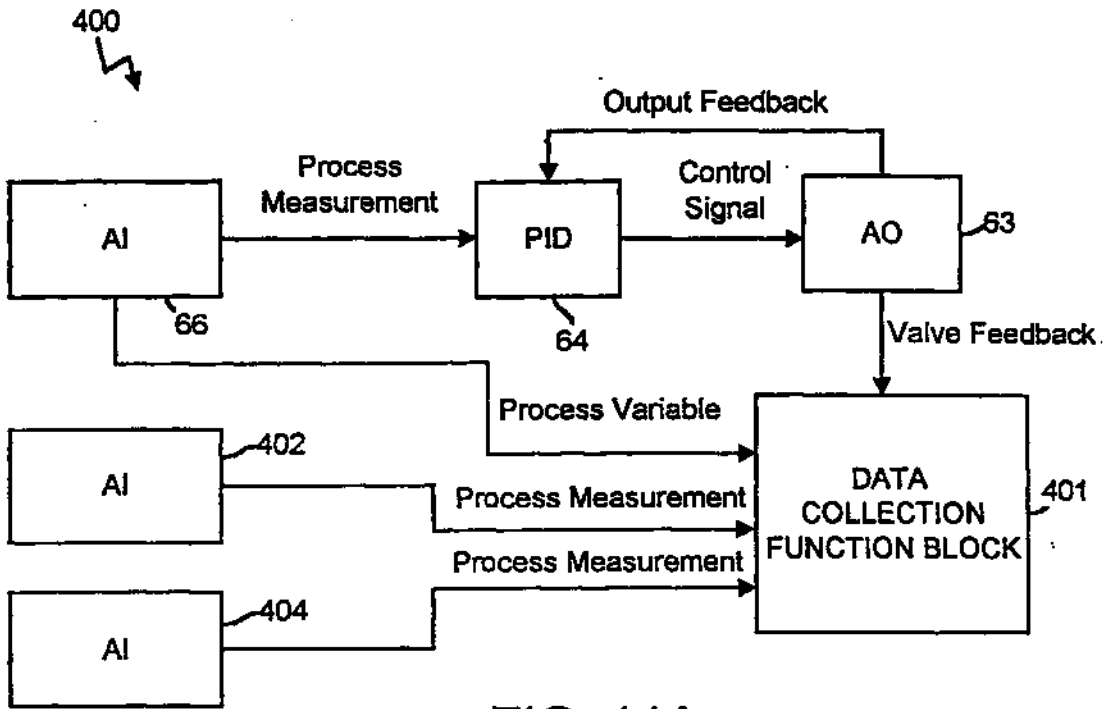 400
Output Feedback
Process
Measurement
Control
Signal
AI
PID
AO
63
66
64
Valve Feedback
Process Variable
402
AI
Process Measurement
DATA
COLLECTION
FUNCTION BLOCK
401
Process Measurement
404
AI